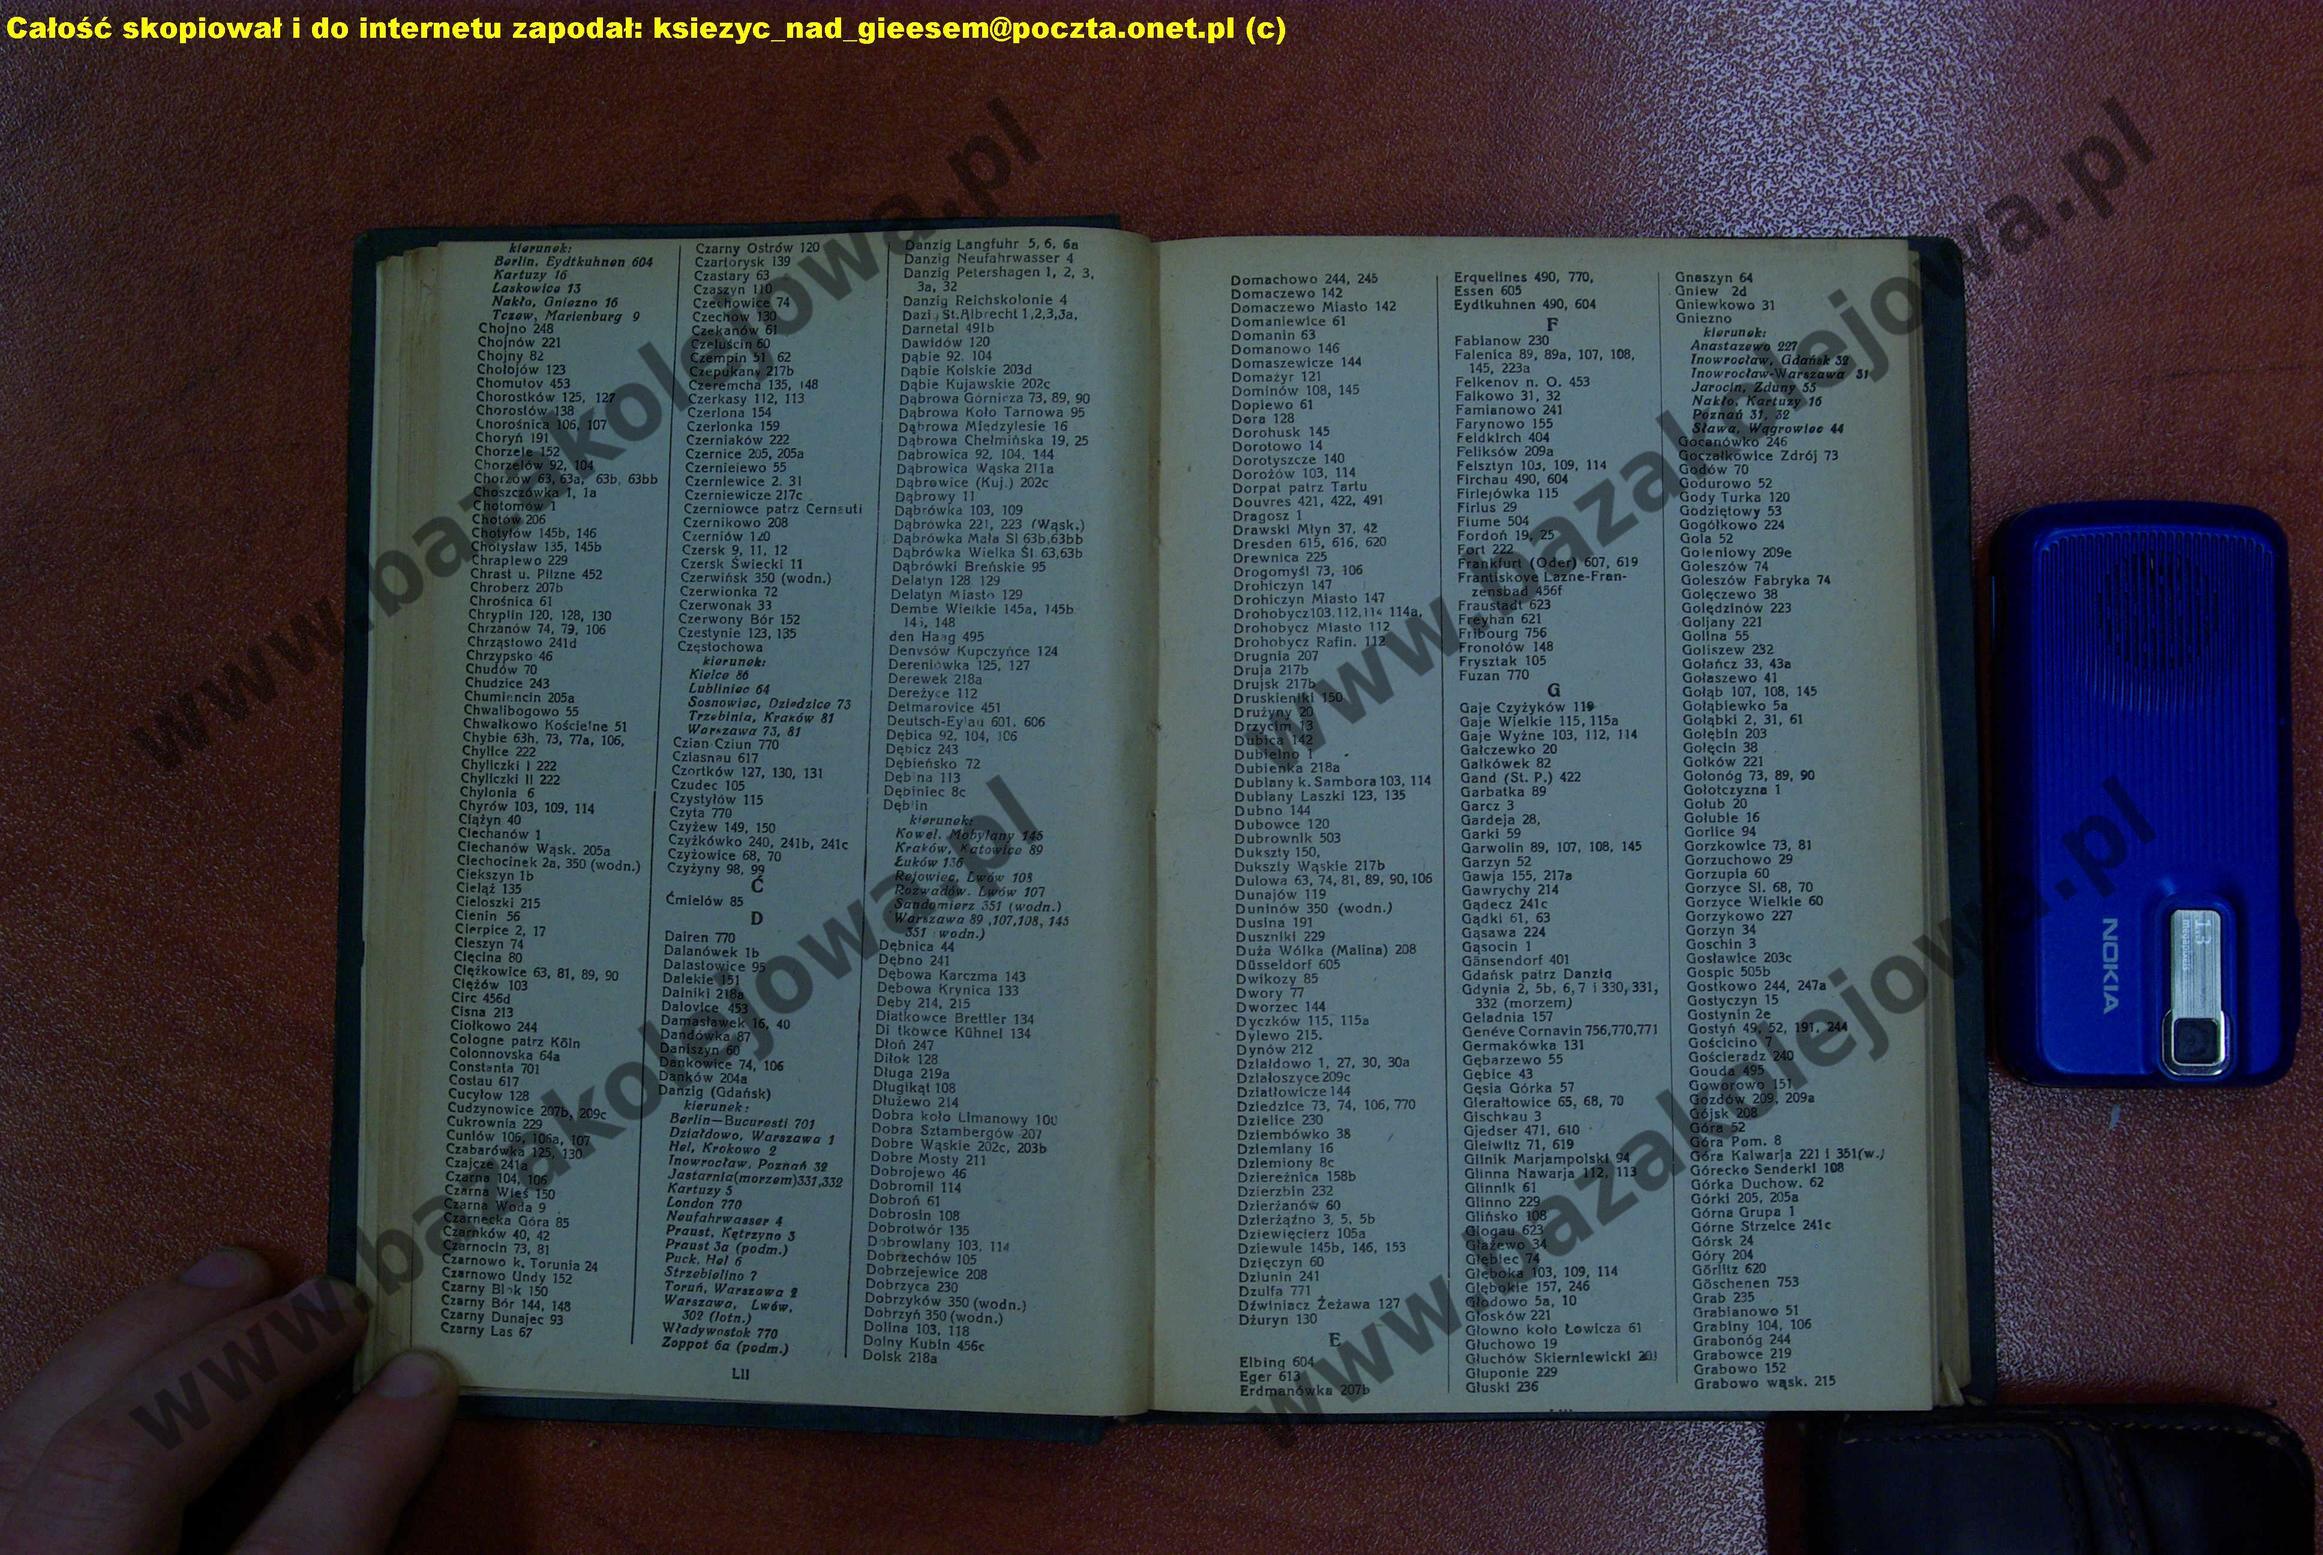 Całość skopiował i do internetu zapodał: ksiezyc_nad_gieesem@poczta.onet.pl (c)
kierunek:
Berlin, Eydtkuhnen 604
Kartuzy 16
Laskowice 13
Nakło, Gniezno 16
Tczew, Marienburg 9
Chojno 248
Chojnów 221
Chojny 82
Chołojów 123
Chomutov 453
Chorostków 125, 127
Chorostów 138
Chorośnica 106, 107
Choryń 191
Chorzele 152
Chorzelów 92, 104
Chorzów 63, 63a, 63b, 63bb
Choszczówka 1, 1a
Chotomów 1
Chotów 206
Chotyłów 145b, 146
Chotysław 135, 145b
Chraplewo 229
Chrast u. Pilzne 452
Chroberz 207b
Chrośnica 61
Chryplin 120, 128, 130
Chrzanów 74, 79, 106
Chrząstowo 241d
Chrzypsko 46
Chudów 70
Chudzice 243
Chumiencin 205a
Chwalibogowo 55
Chwałkowo Kościelne 51
Chybie 63h, 73, 77a, 106,
Chylice 222
Chyliczki I 222
Chyliczki II 222
Chylonia 6
Chyrów 103, 109, 114
Ciążyn 40
Ciechanów 1
Ciechanów Wąsk. 205a
Ciechocinek 2a, 350 (wodn.)
Ciekszyn 1b
Cieląż 135
Cieloszki 215
Cienin 56
Cierpice 2, 17
Cieszyn 74
Cięcina 80
Ciężkowice 63, 81, 89, 90
Ciężów 103
Circ 456d
Cisna 213
Ciołkowo 244
Cologne patrz Köln
Colonnovska 64a
Constanta 701
Costau 617
Cucyłow 128
Cudzynowice 207b, 209c
Cukrownia 229
Cuniów 106, 106a, 107
Czabarówka 125, 130
Czajcze 241a
Czarna 104, 106
Czarna Wieś 150
Czarna Woda 9
Czarnecka Góra 85
Czarnków 40, 42
Czarnocin 73, 81
Czarnowo k. Torunia 24
Czarnowo Undy 152
Czarny Blok 150
Czarny Bór 144, 148
Czarny Dunajec 93
Czarny Las 67
Czarny Ostrów 120
Czartorysk 139
Czastary 63
Czaszyn 110
Czechowice 74
Czechów 130
Czekanów 61
Czeluścin 60
Czempin 51, 62
Czepukany 217b
Czeremcha 135, 148
Czerkasy 112, 113
Czerlona 154
Czerlonka 159
Czerniaków 222
Czernice 205, 205a
Czerniejewo 55
Czerniewice 2, 31
Czerniewicze 217c
Czerniowce patrz Cernauti
Czernikowo 208
Czerniów 120
Czersk 9, 11, 12
Czersk Świecki 11
Czerwińsk 350 (wodn.)
Czerwionka 72
Czerwonak 33
Czerwony Bór 152
Czestynie 123, 135
Częstochowa
kierunek:
Kielce 86
Lubliniec 64
Sosnowiec, Dziedzice 73
Trzebinia, Kraków 81
Warszawa 73, 81
Czian Cziun 770
Cziasnau 617
Czortków 127, 130, 131
Czudec 105
Czystyłów 115
Czyta 770
Czyżew 149, 150
Czyżkówko 240, 241b, 241c
Czyżowice 68, 70
Czyżyny 98, 99
Ć
Ćmielów 85
D
Dairen 770
Dalanówek 1b
Dalastowice 95
Dalekie 151
Dalniki 218a
Dalovice 453
Damasławek 16, 40
Dandówka 87
Daniszyn 60
Dankowice 74, 106
Danków 204a
Danzig (Gdańsk)
kierunek:
Berlin—Bucuresti 701
Działdowo, Warszawa 1
Hel, Krokowo 2
Inowrocław, Poznań 32
Jastarnia(morzem)331,332
Kartuzy 5
London 770
Neufahrwasser 4
Praust, Kętrzyno 3
Praust 3a (podm.)
Puck, Hel 6
Strzebielino 7
Toruń, Warszawa 2
Warszawa, Lwów,
302 (lotn.)
Władywostok 770
Zoppot 6a (podm.)
Danzig Langfuhr 5, 6, 6a
Danzig Neufahrwasser 4
Danzig Petershagen 1, 2, 3,
3a, 32
Danzig Reichskolonie 4
St.Albrecht 1,2,3,3a,
Darnetal 491b
Dawidów 120
Dąbie 92, 104
Dąbie Kolskie 203d
Dąbie Kujawskie 202c
Dąbrowa Górnicza 73, 89, 90
Dąbrowa Koło Tarnowa 95
Dąbrowa Międzylesie 16
Dąbrowa Chełmińska 19, 25
Dąbrowica 92, 104, 144
Dąbrowica Wąska 211a
Dąbrowice (Kuj.) 202c
Dąbrowy 11
Dąbrówka 103, 109
Dąbrówka 221, 223 (Wąsk.)
Dąbrówka Mała Śl 63b,63bb
Dąbrówka Wielka Śl. 63,63b
Dąbrówki Breńskie 95
Delatyn 128, 129
Delatyn Miasto 129
Dembe Wielkie 145a, 145b
148
den Haag 495
Denysów Kupczyńce 124
Dereniówka 125, 127
Derewek 218a
Dereżyce 112
Detmarovice 451
Deutsch-Eylau 601, 606
Dębica 92, 104, 106
Dębicz 243
Dębieńsko 72
Dębina 113
Dębiniec 8c
Dęblin
kierunek:
Kowel, Mobylany 145
Kraków, Katowice 89
Łuków 136
Rejowiec, Lwów 108
Rozwadów, Lwów 107
Sandomierz 351 (wodn.)
Warszawa 89 ,107,108, 145
351 (wodn.)
Dębnica 44
Dębno 241
Dębowa Karczma 143
Dębowa Krynica 133
Dęby 214, 215
Diatkowce Brettler 134
Diatkowce Kühnel 134
Dłoń 247
Diłok 128
Długa 219a
Długikąt 108
Dłużewo 214
Dobra koło Limanowy 100
Dobra Sztambergów 207
Dobre Wąskie 202c, 203b
Dobre Mosty 211
Dobrojewo 46
Dobromil 114
Dobroń 61
Dobrosin 108
Dobrotwór 135
Dobrowlany 103, 114
Dobrzechów 105
Dobrzejewice 208
Dobrzyca 230
Dobrzyków 350 (wodn.)
Dobrzyń 350 (wodn.)
Dolina 103, 118
Dolny Kubin 456c
Dolsk 218a
LII
Domachowo 244, 245
Domaczewo 142
Domaczewo Miasto 142
Domaniewice 61
Domanin 63
Domanowo 146
Domaszewicze 144
Domażyr 121
Dominów 108, 145
Dopiewo 61
Dora 128
Dorohusk 145
Dorotowo 14
Dorotyszcze 140
Dorożów 103, 114
Dorpat patrz Tartu
Douvres 421, 422, 491
Dragosz 1
Drawski Młyn 37, 42
Dresden 615, 616, 620
Drewnica 225
Drogomyśl 73, 106
Drohiczyn 147
Drohiczyn Miasto 147
Drohobycz103,112,114 114a,
Drohobycz Miasto 112
Drohobycz Rafin. 112
Drugnia 207
Druja 217b
Drujsk 217b
Druskieniki 150
Drużyny 20
Drzycim 13
Dubica 142
Dubielno 1
Dubienka 218a
Dublany k.Sambora103, 114
Dublany Laszki 123, 135
Dubno 144
Dubowce 120
Dubrownik 503
Dukszty 150,
Dukszty Wąskie 217b
Dulowa 63, 74, 81, 89, 90,106
Dunajów 119
Duninów 350 (wodn.)
Dusina 191
Duszniki 229
Duża Wólka (Malina) 208
Düsseldorf 605
Dwikozy 85
Dwory 77
Dworzec 144
Dyczków 115, 115a
Dylewo 215.
Dynów 212
Działdowo 1, 27, 30, 30a
Działoszyce209c
Dziatłowicze144
Dziedzice 73, 74, 106,770
Dzielice 230
Dziembówko 38
Dziemiany 16
Dziemiony 8c
Dziereźnica 158b
Dzierzbin 232
Dzierżanów 60
Dzierżążno 3, 5, 5b
Dziewięcierz 105a
Dziewule 145b, 146, 153
Dzięczyn 60
Dziunin 241
Dzulfa 771
Dźwiniacz Żeżawa 127
Dżuryn 130
E
Elbing 604
Eger 613
Erdmanówka 207b
Erquelines 490, 770,
Essen 605
Eydtkuhnen 490, 604
F
Fabianow 230
Falenica 89, 89a, 107, 108,
145, 223a
Felkenov n. O. 453
Falkowo 31, 32
Famianowo 241
Farynowo 155
Feldkirch 404
Feliksów 209a
Felsztyn 103, 109, 114
Firchau 490, 604
Firlejówka 115
Firlus 29
Fiume 504
Fordoń 19, 25
Fort 222
Frankfurt (Oder) 607, 619
Frantiskove Lazne-Fran-
zensbad 456f
Fraustadt 623
Freyhan 621
Fribourg 756
Fronołów 148
Frysztak 105
Fuzan 770
G
Gaje Czyżyków 119
Gaje Wielkie 115, 115a
Gaje Wyżne 103, 112, 114
Gałczewko 20
Gałkówek 82
Gand (St. P.) 422
Garbatka 89
Garcz 3
Gardeja 28,
Garki 59
Garwolin 89, 107, 108, 145
Garzyn 52
Gawja 155, 217a
Gawrychy 214
Gądecz 241c
Gądki 61, 63
Gąsawa 224
Gąsocin 1
Gänsendorf 401
Gdańsk patrz Danzig
Gdynia 2, 5b, 6,7 i 330,331,
332 (morzem)
Geladnia 157
Genéve Cornavin 756,770,771
Germakówka 131
Gębarzewo 55
Gębice 43
Gęsia Górka 57
Gierałtowice 65, 68, 70
Gischkau 3
Gjedser 471, 610
Gleiwitz 71, 619
Glinik Marjampolski 94
Glinna Nawarja 112, 113
Glinnik 61
Glinno 229
Glińsko 108
Glogau 623
Głażewo 34
Głębiec 74
Głęboka 103, 109, 114
Głębokie 157, 246
Głodowo 5a, 10
Głosków 221
Głowno koło Łowicza 61
Głuchowo 19
Głuchów Skierniewicki 201
Głuponie 229
Głuski 236
Gnaszyn 64
Gniew 2d
Gniewkowo 31
Gniezno
kierunek:
Anastazewo 227
Inowrocław, Gdańsk 32
Inowrocław-Warszawa 31
Jarocin, Zduny 55
Nakło, Kartuzy 16
Poznań 31, 32
Sława, Wągrowiec 44
Gocanówko 246
Goczałkowice Zdrój 73
Godów 70
Godurowo 52
Gody Turka 120
Godziętowy 53
Gogółkowo 224
Gola 52
Goleniowy 209e
Goleszów 74
Goleszów Fabryka 74
Golęczewo 38
Golędzinów 223
Goljany 221
Golina 55
Goliszew 232
Gołańcz 33, 43a
Gołaszewo 41
Gołąb 107, 108, 145
Gołąbiewko 5a
Gołąbki 2, 31, 61
Gołębin 203
Golęcin 38
Gołków 221
Gołonóg 73, 89, 90
Gołotczyzna 1
Gołub 20
Gołubie 16
Gorlice 94
Gorzkowice 73, 81
Gorzuchowo 29
Gorzupia 60
Gorzyce Śl. 68, 70
Gorzyce Wielkie 60
Gorzykowo 227
Gorzyn 34
Goschin 3
Gosławice 203c
Gospic 505b
Gostkowo 244, 247a
Gostyczyn 15
Gostynin 2e
Gostyń 49, 52, 191, 244
Gościcino 7
Gościeradz 240
Gouda 495
Goworowo 151
Gozdów 209, 209a
Gójsk 208
Góra 52
Góra Pom. 8
Góra Kalwarja 221 i 351(w.)
Górecko Senderki 108
Górka Duchow. 62
Górki 205, 205a
Górna Grupa 1
Górne Strzelce 241c
Górsk 24
Góry 204
Görlitz 620
Göschenen 753
Grab 235
Grabianowo 51
Grabiny 104, 106
Grabonóg 244
Grabowce 219
Grabowo 152
Grabowo wąsk. 215
NOKIA
www.bazakolejowa.pl
www.bazakolejowa.pl
www.bazakolejowa.pl
www.bazakolejowa.pl